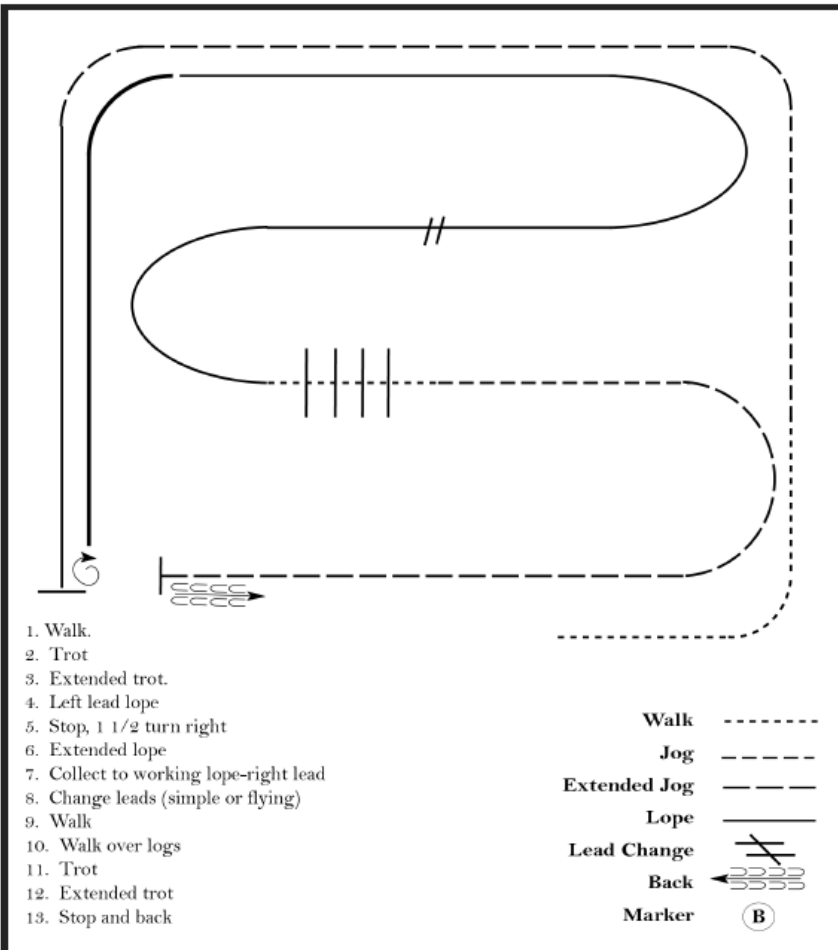 1. Walk.
2. Trot
3. Extended trot.
4. Left lead lope
5. Stop, 1 1/2 turn right
6. Extended lope
7. Collect to working lope-right lead
8. Change leads (simple or flying)
9. Walk
10. Walk over logs
11. Trot
12. Extended trot
13. Stop and back
Walk
Jog
Extended Jog
Lope
Lead Change
Back
Marker B